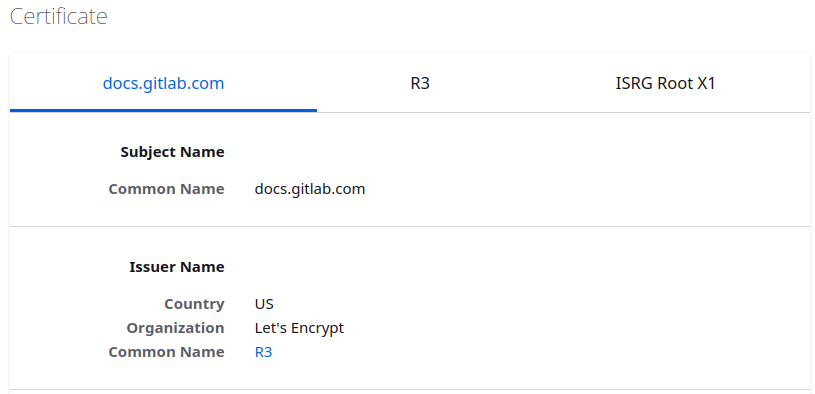 Certificate
docs.gitlab.com R3 ISRG Root X1
Subject Name
Common Name docs.gitlab.com
Issuer Name
Country US
Organization Let's Encrypt
Common Name R3